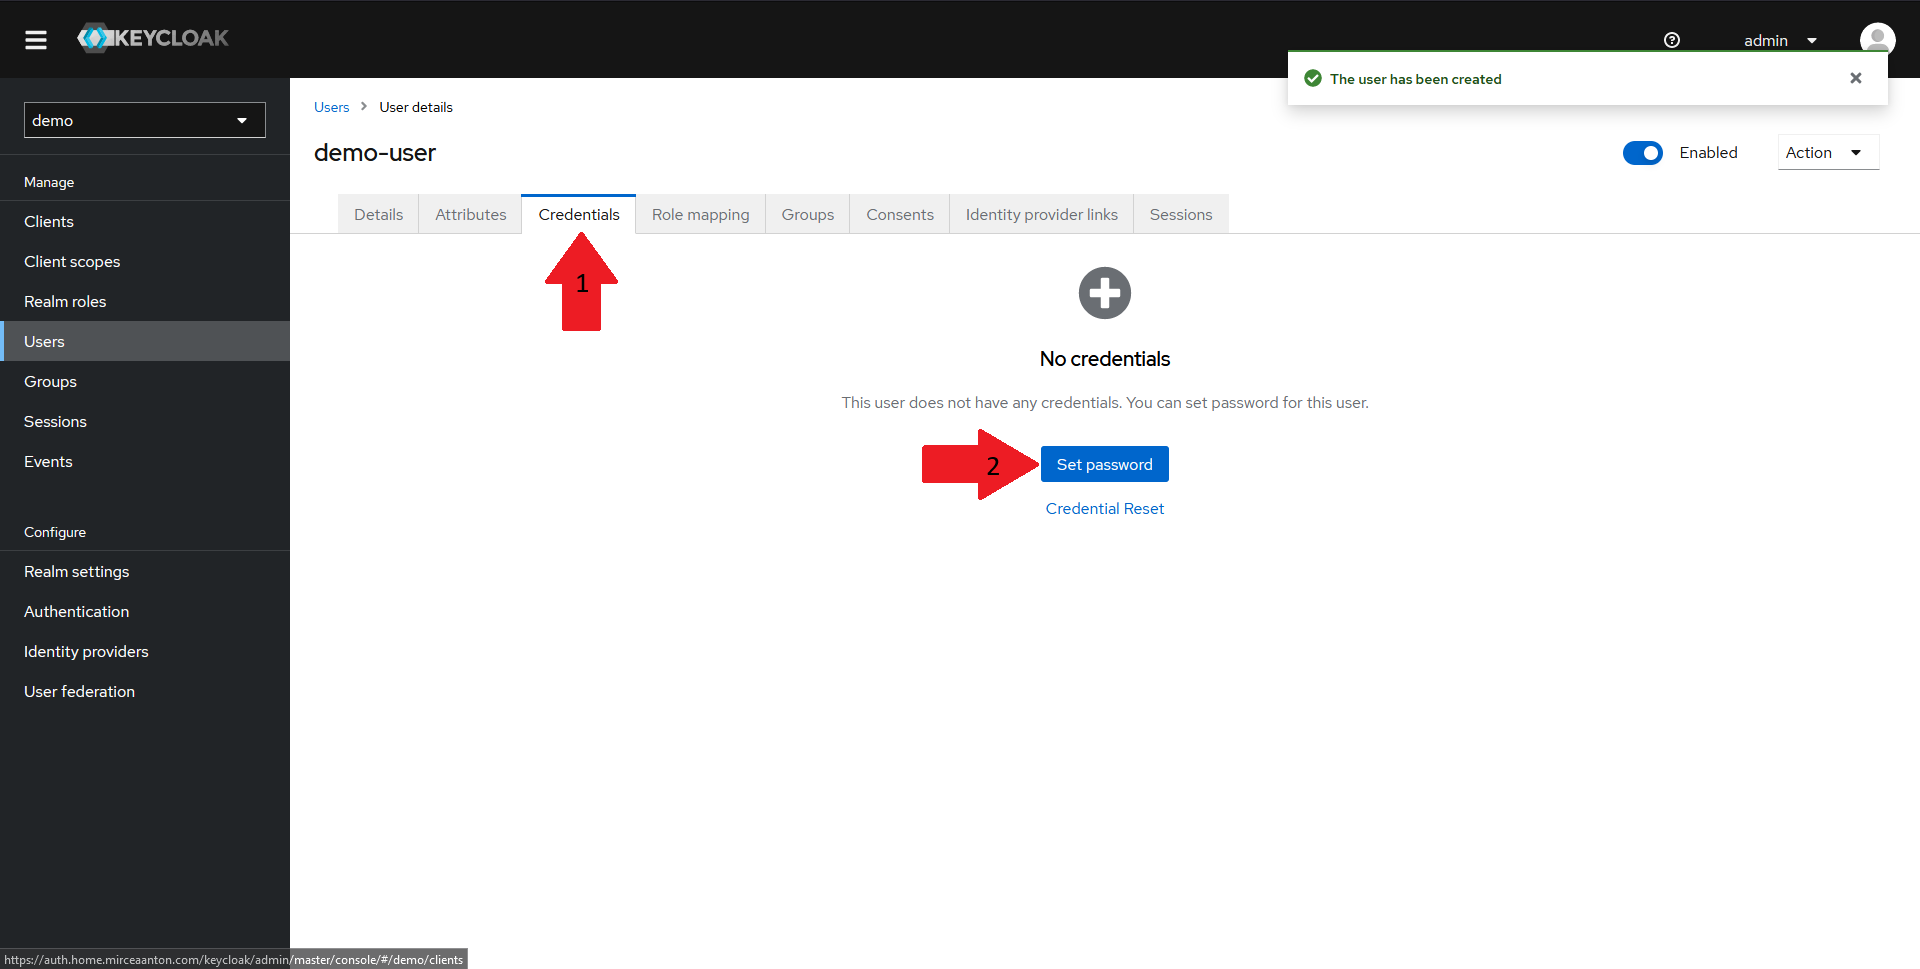 KEYCLOAK
admin
The user has been created
demo
Manage
Clients
Client scopes
Realm roles
Users
Groups
Sessions
Events
Configure
Realm settings
Authentication
Identity providers
User federation
Users > User details
demo-user
Enabled
Action
Details Attributes Credentials Role mapping Groups Consents Identity provider links Sessions
1
No credentials
This user does not have any credentials. You can set password for this user.
2 Set password
Credential Reset
https://auth.home.mirceaanton.com/keycloak/admin/master/console/#/demo/clients